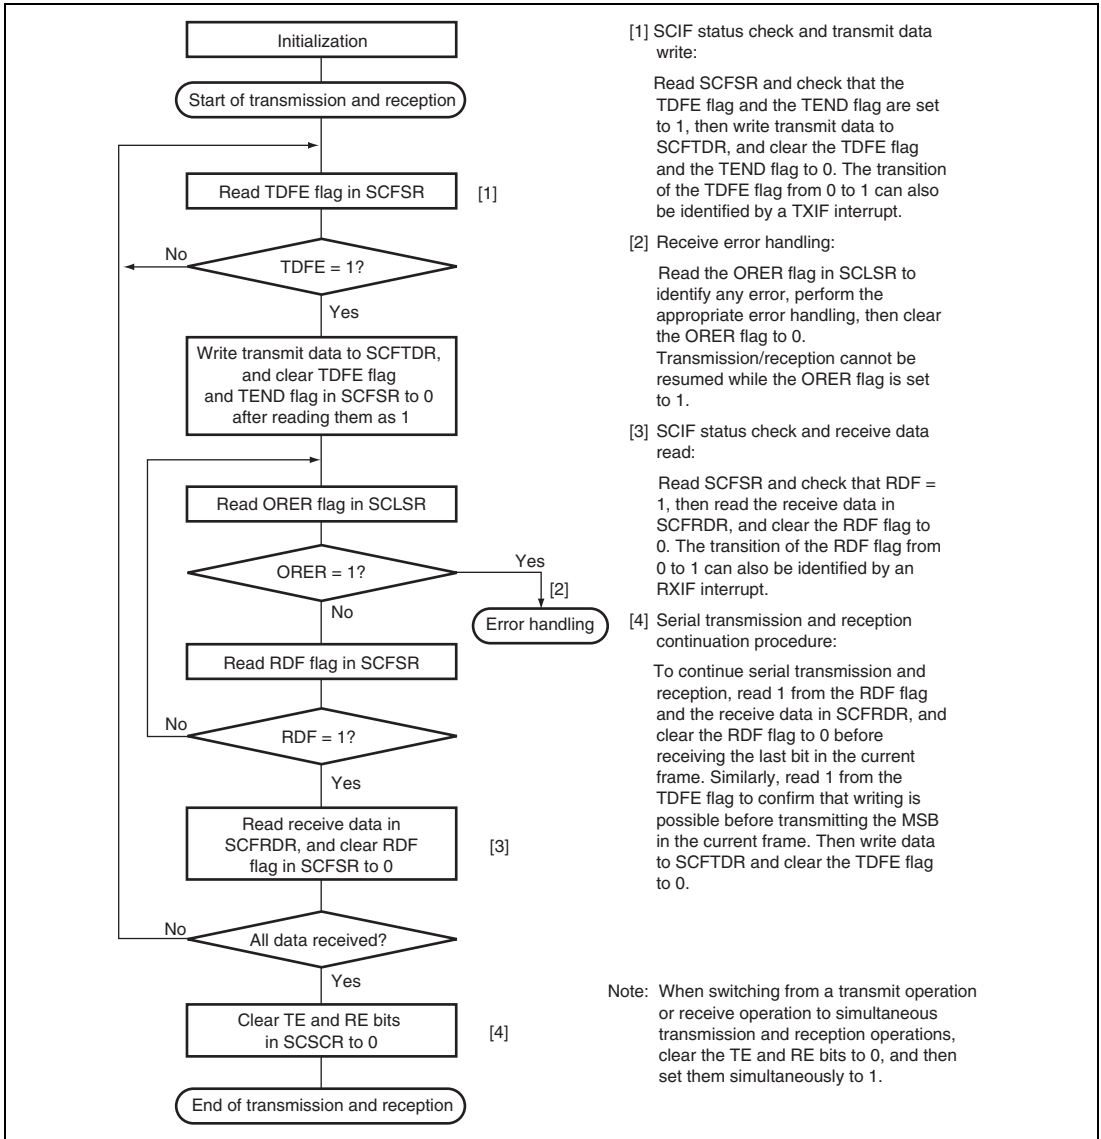 Initialization
Start of transmission and reception
Read TDFE flag in SCFSR
[1]
No
TDFE = 1?
Yes
Write transmit data to SCFTDR,
and clear TDFE flag
and TEND flag in SCFSR to 0
after reading them as 1
Read ORER flag in SCLSR
ORER = 1?
Yes
[2]
Error handling
No
Read RDF flag in SCFSR
No
RDF = 1?
Yes
Read receive data in
SCFRDR, and clear RDF
flag in SCFSR to 0
[3]
No
All data received?
Yes
Clear TE and RE bits
in SCSCR to 0
[4]
End of transmission and reception
[1] SCIF status check and transmit data
write:
Read SCFSR and check that the
TDFE flag and the TEND flag are set
to 1, then write transmit data to
SCFTDR, and clear the TDFE flag
and the TEND flag to 0. The transition
of the TDFE flag from 0 to 1 can also
be identified by a TXIF interrupt.
[2] Receive error handling:
Read the ORER flag in SCLSR to
identify any error, perform the
appropriate error handling, then clear
the ORER flag to 0.
Transmission/reception cannot be
resumed while the ORER flag is set
to 1.
[3] SCIF status check and receive data
read:
Read SCFSR and check that RDF =
1, then read the receive data in
SCFRDR, and clear the RDF flag to
0. The transition of the RDF flag from
0 to 1 can also be identified by an
RXIF interrupt.
[4] Serial transmission and reception
continuation procedure:
To continue serial transmission and
reception, read 1 from the RDF flag
and the receive data in SCFRDR, and
clear the RDF flag to 0 before
receiving the last bit in the current
frame. Similarly, read 1 from the
TDFE flag to confirm that writing is
possible before transmitting the MSB
in the current frame. Then write data
to SCFTDR and clear the TDFE flag
to 0.
Note: When switching from a transmit operation
or receive operation to simultaneous
transmission and reception operations,
clear the TE and RE bits to 0, and then
set them simultaneously to 1.